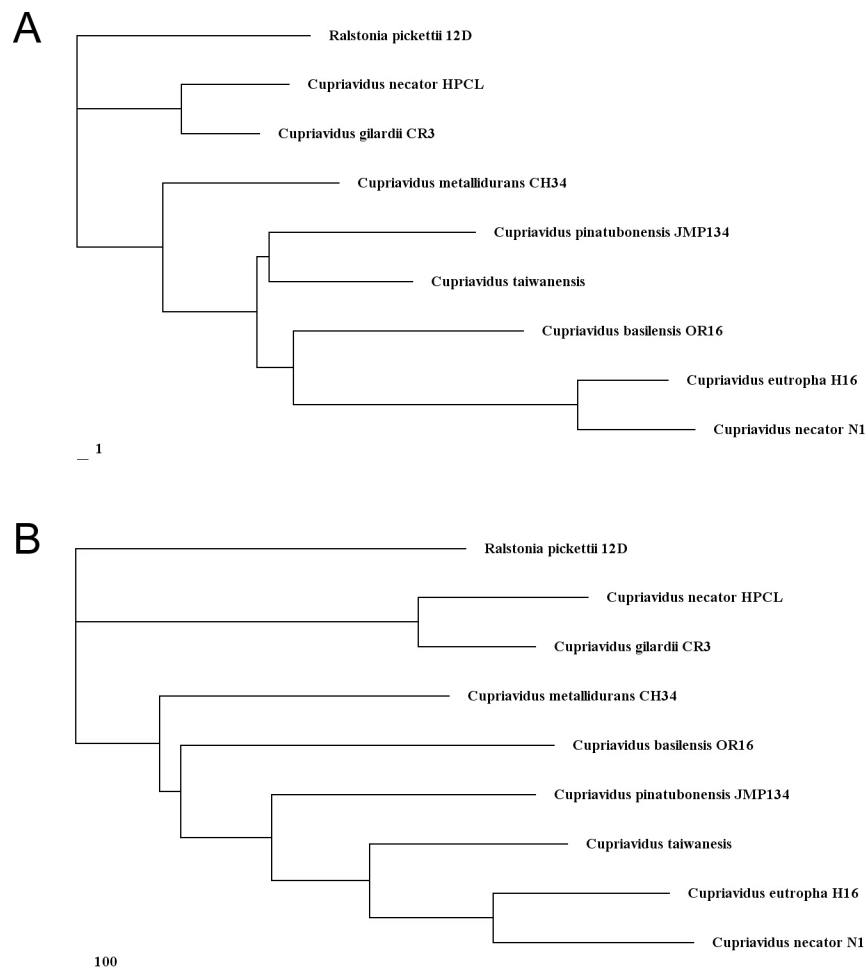 A
Ralstonia pickettii 12D
Cupriavidus necator HPCL
Cupriavidus gilardii CR3
Cupriavidus metallidurans CH34
Cupriavidus pinatubonensis JMP134
Cupriavidus taiwanensis
Cupriavidus basilensis OR16
Cupriavidus eutropha H16
Cupriavidus necator N1
1
B
Ralstonia pickettii 12D
Cupriavidus necator HPCL
Cupriavidus gilardii CR3
Cupriavidus metallidurans CH34
Cupriavidus basilensis OR16
Cupriavidus pinatubonensis JMP134
Cupriavidus taiwanesis
Cupriavidus eutropha H16
Cupriavidus necator N1
100